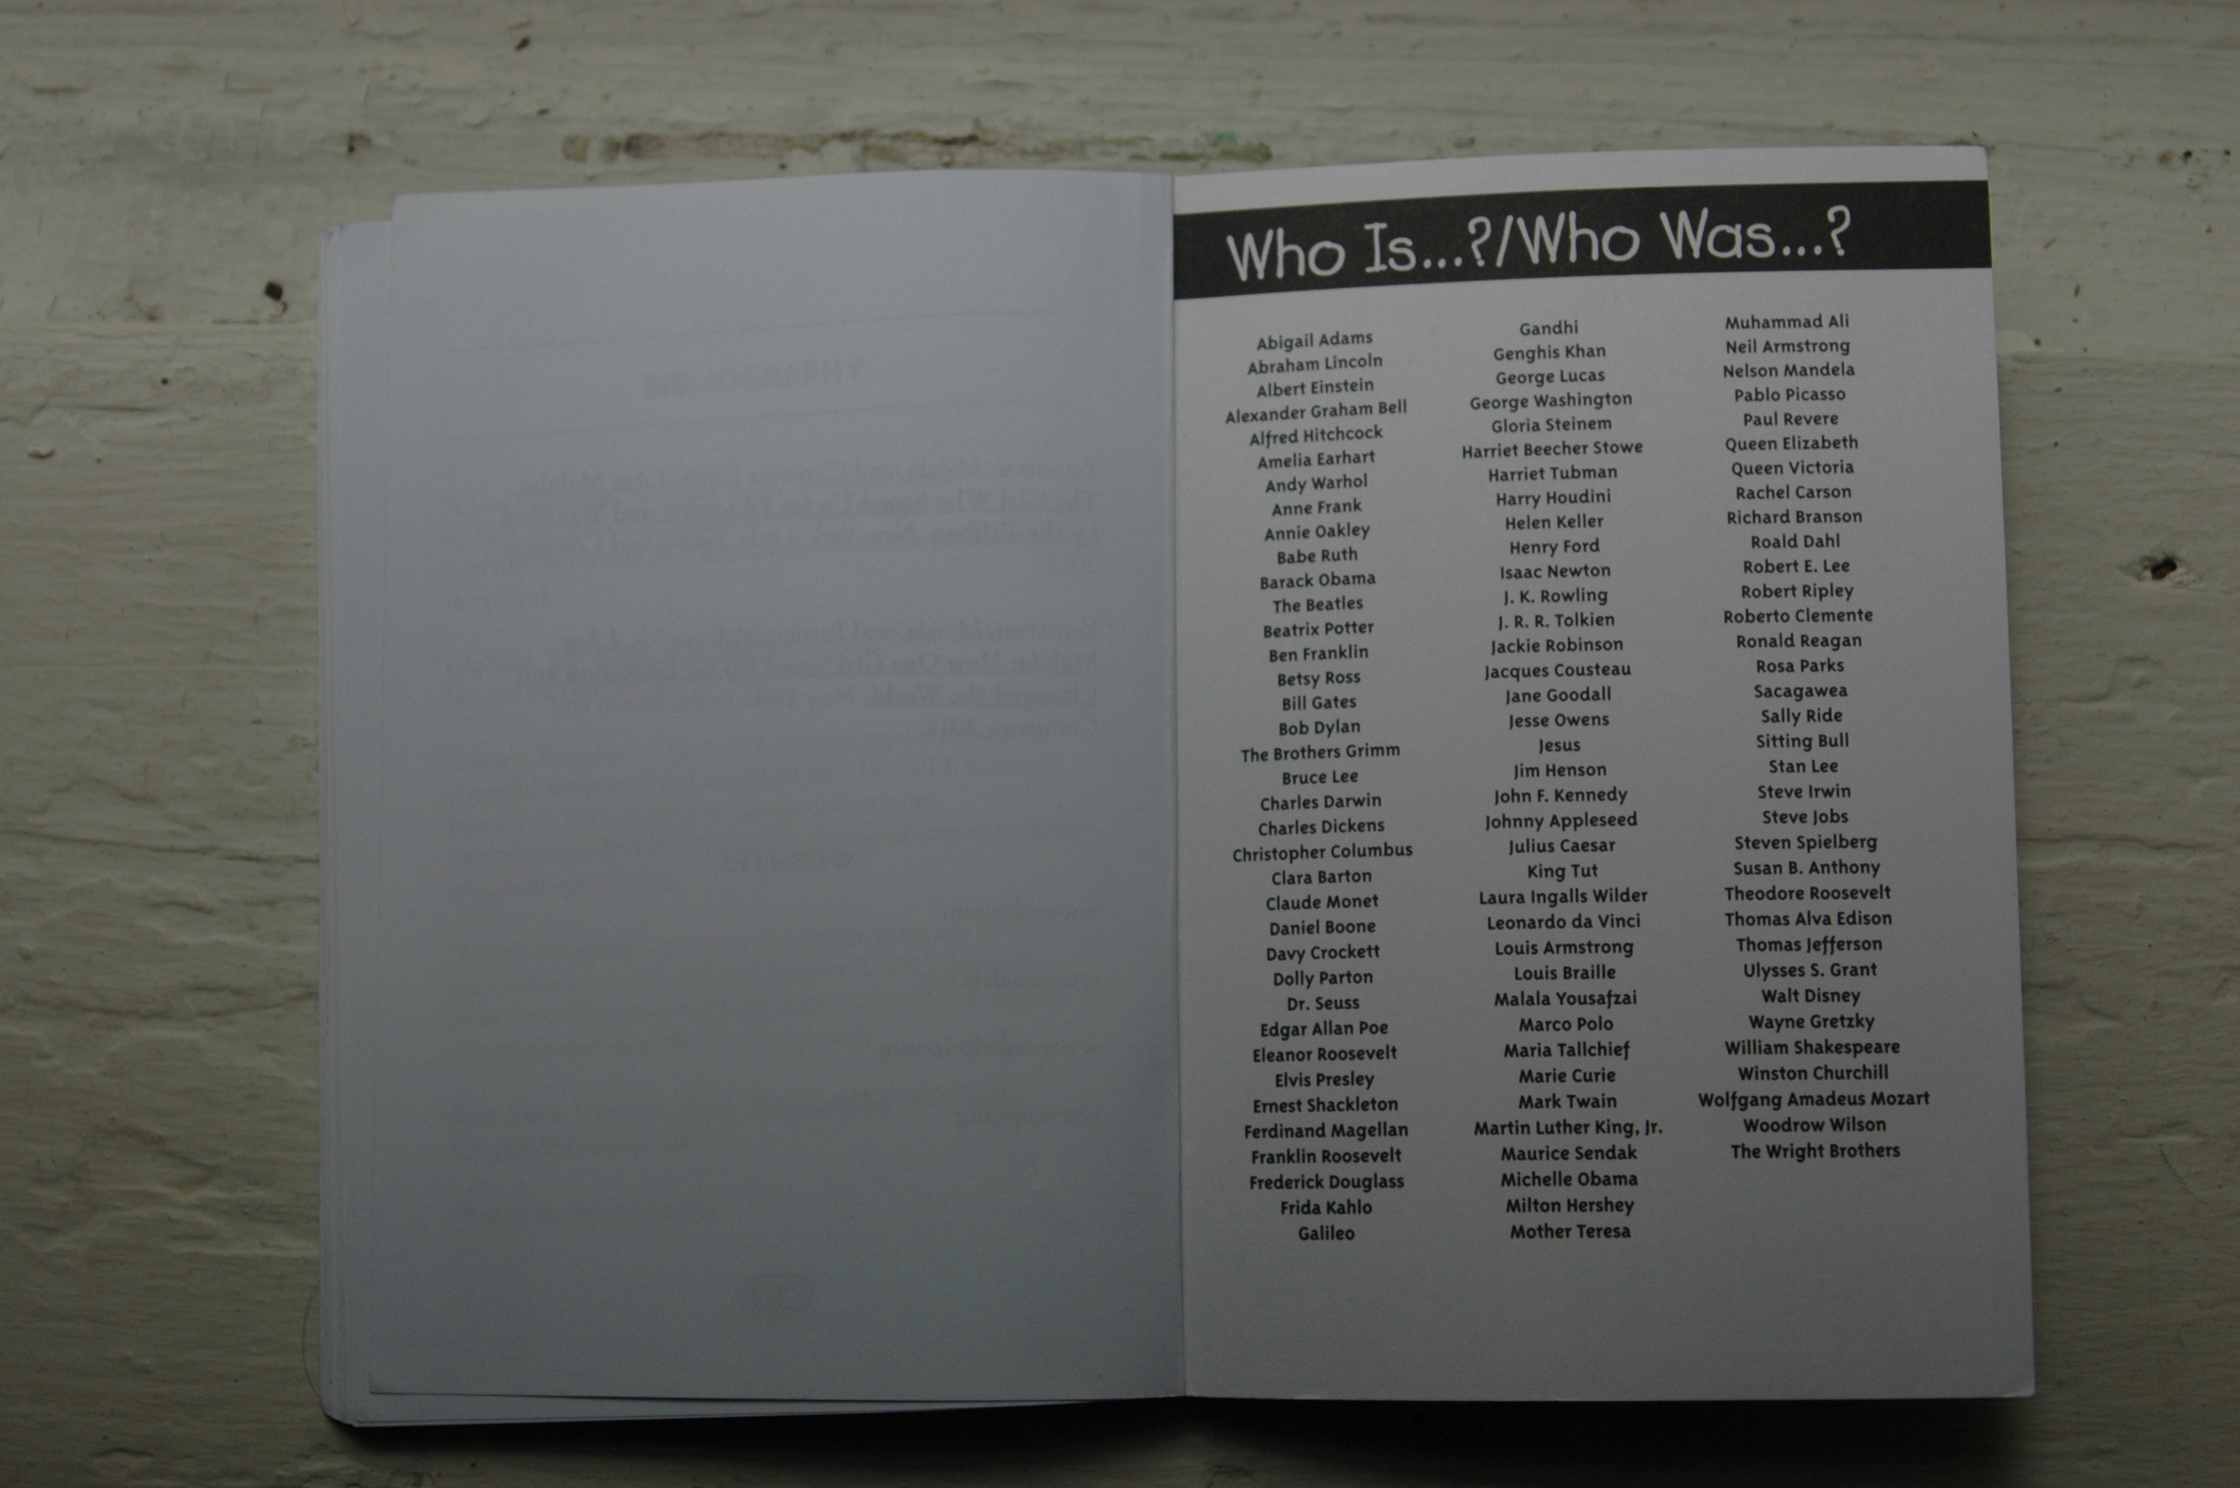 Who Is...?/Who Was...?
Abigail Adams
Abraham Lincoln
Albert Einstein
Alexander Graham Bell
Alfred Hitchcock
Amelia Earhart
Andy Warhol
Anne Frank
Annie Oakley
Babe Ruth
Barack Obama
The Beatles
Beatrix Potter
Ben Franklin
Betsy Ross
Bill Gates
Bob Dylan
The Brothers Grimm
Bruce Lee
Charles Darwin
Charles Dickens
Christopher Columbus
Clara Barton
Claude Monet
Daniel Boone
Davy Crockett
Dolly Parton
Dr. Seuss
Edgar Allan Poe
Eleanor Roosevelt
Elvis Presley
Ernest Shackleton
Ferdinand Magellan
Franklin Roosevelt
Frederick Douglass
Frida Kahlo
Galileo
Gandhi
Genghis Khan
George Lucas
George Washington
Gloria Steinem
Harriet Beecher Stowe
Harriet Tubman
Harry Houdini
Helen Keller
Henry Ford
Isaac Newton
J. K. Rowling
J. R. R. Tolkien
Jackie Robinson
Jacques Cousteau
Jane Goodall
Jesse Owens
Jesus
Jim Henson
John F. Kennedy
Johnny Appleseed
Julius Caesar
King Tut
Laura Ingalls Wilder
Leonardo da Vinci
Louis Armstrong
Louis Braille
Malala Yousafzai
Marco Polo
Maria Tallchief
Marie Curie
Mark Twain
Martin Luther King, Jr.
Maurice Sendak
Michelle Obama
Milton Hershey
Mother Teresa
Muhammad Ali
Neil Armstrong
Nelson Mandela
Pablo Picasso
Paul Revere
Queen Elizabeth
Queen Victoria
Rachel Carson
Richard Branson
Roald Dahl
Robert E. Lee
Robert Ripley
Roberto Clemente
Ronald Reagan
Rosa Parks
Sacagawea
Sally Ride
Sitting Bull
Stan Lee
Steve Irwin
Steve Jobs
Steven Spielberg
Susan B. Anthony
Theodore Roosevelt
Thomas Alva Edison
Thomas Jefferson
Ulysses S. Grant
Walt Disney
Wayne Gretzky
William Shakespeare
Winston Churchill
Wolfgang Amadeus Mozart
Woodrow Wilson
The Wright Brothers